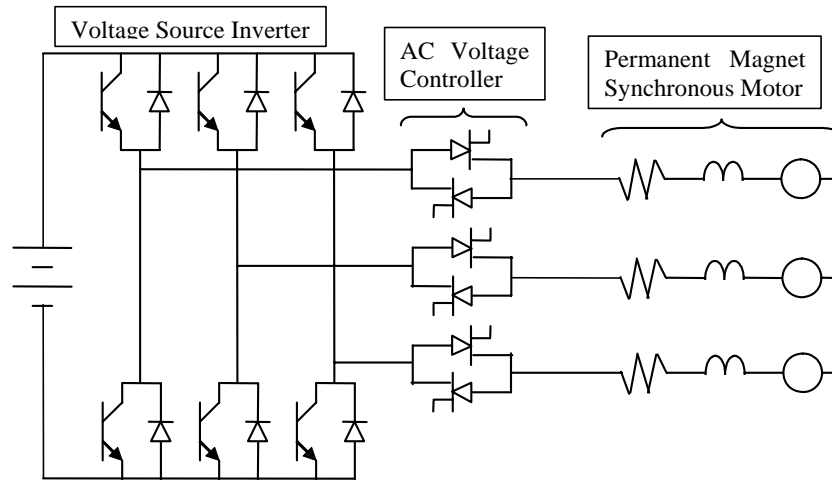 Voltage Source Inverter
AC Voltage
Controller
Permanent Magnet
Synchronous Motor